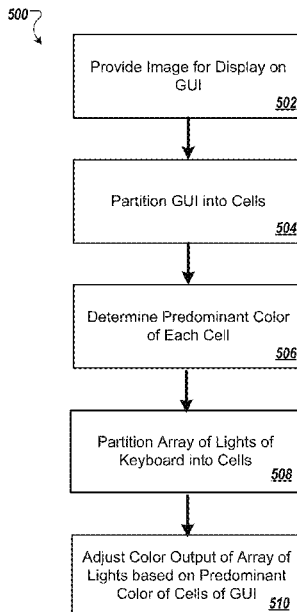 500
Provide Image for Display on
GUI
502
Partition GUI into Cells
504
Determine Predominant Color
of Each Cell
506
Partition Array of Lights of
Keyboard into Cells
508
Adjust Color Output of Array of
Lights based on Predominant
Color of Cells of GUI
510